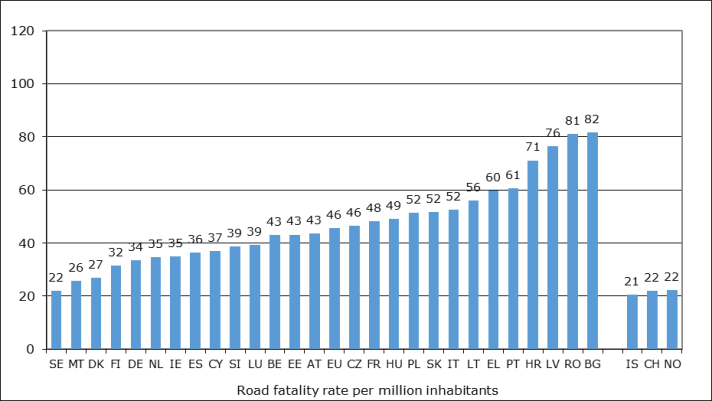 120
100
80
60
40
20
0
22 26 27 32 34 35 35 36 37 39 39 43 43 43 46 46 48 49 52 52 52 56 60 61 71 76 81 82 21 22 22
SE MT DK FI DE NL IE ES CY SI LU BE EE AT EU CZ FR HU PL SK IT LT EL PT HR LV RO BG IS CH NO
Road fatality rate per million inhabitants